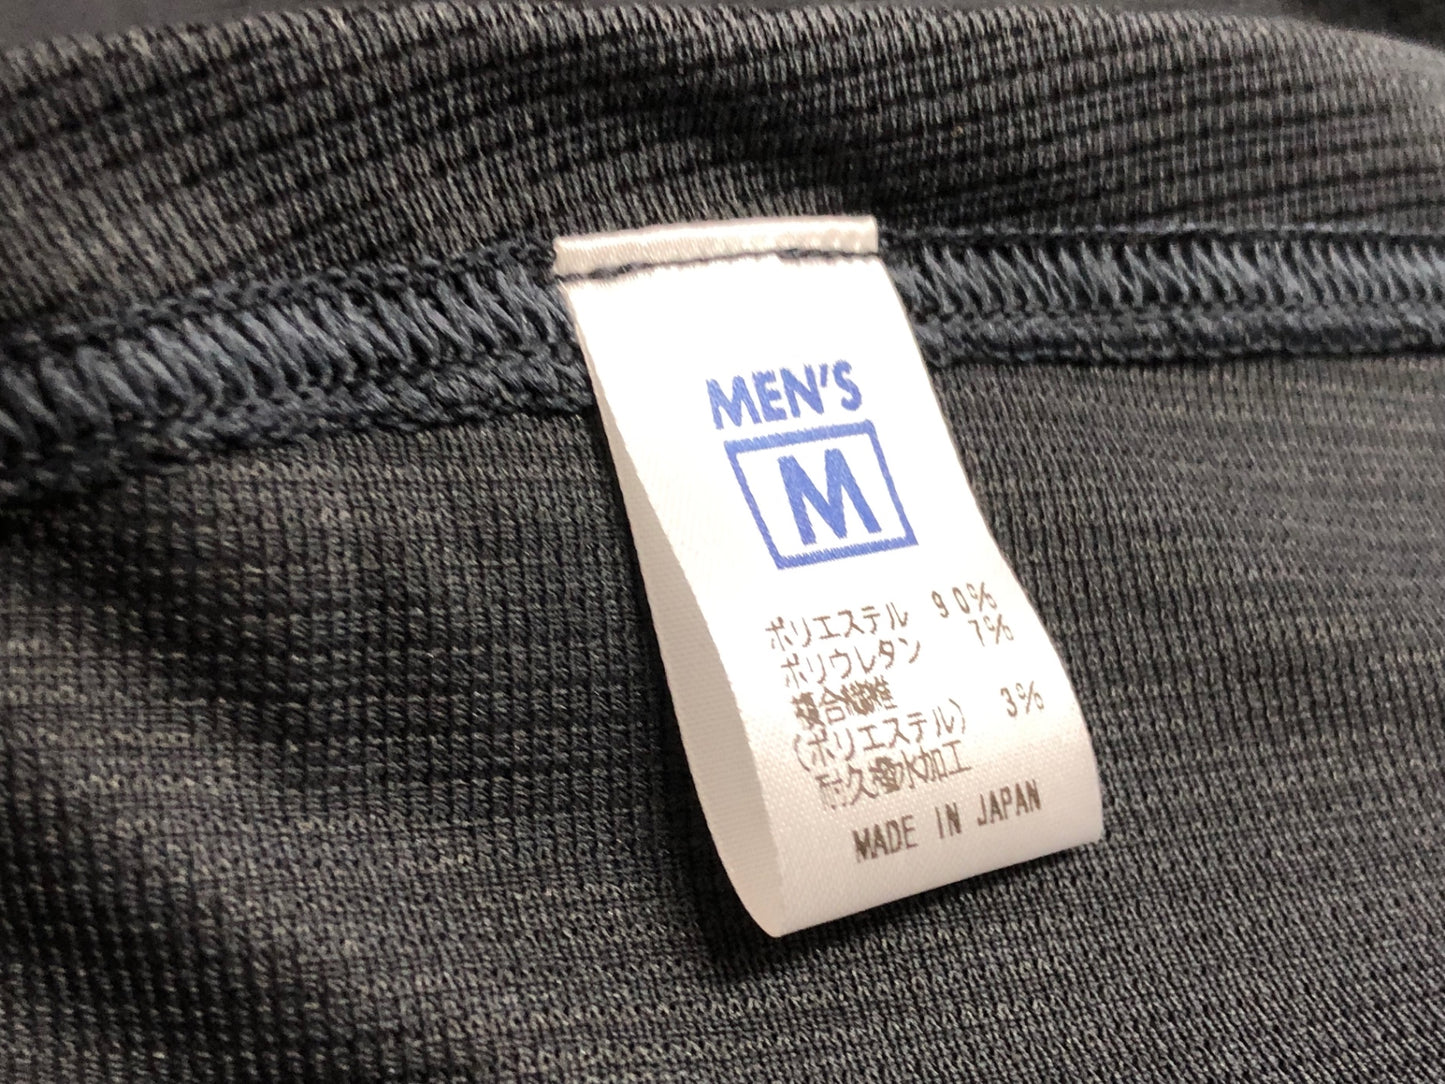 MEN'S
M
ポリエステル 90%
ポリウレタン 7%
複合繊維
(ポリエステル) 3%
耐久撥水加工
MADE IN JAPAN